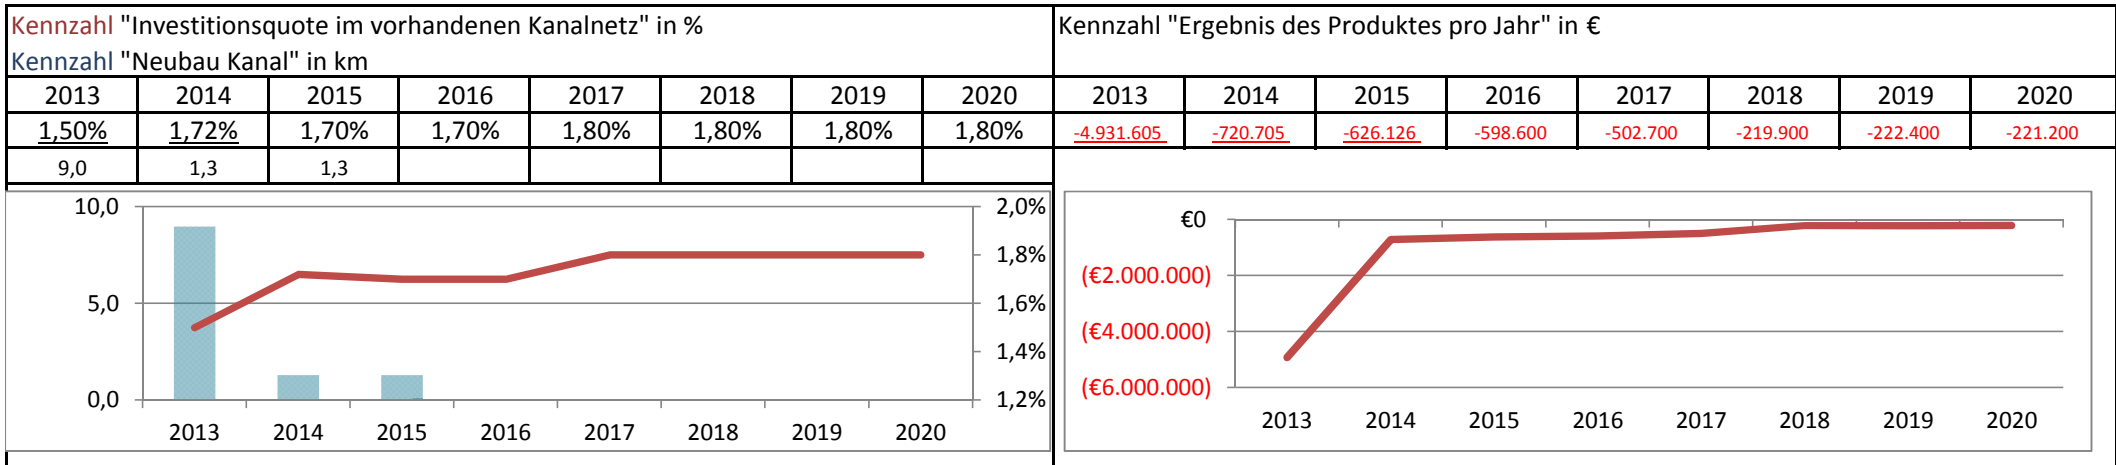 Kennzahl "Investitionsquote im vorhandenen Kanalnetz" in %
Kennzahl "Neubau Kanal" in km
2013 2014 2015 2016 2017 2018 2019 2020
1,50% 1,72% 1,70% 1,70% 1,80% 1,80% 1,80% 1,80%
9,0 1,3 1,3
10,0
5,0
0,0
2,0%
1,8%
1,6%
1,4%
1,2%
2013 2014 2015 2016 2017 2018 2019 2020
Kennzahl "Ergebnis des Produktes pro Jahr" in €
2013 2014 2015 2016 2017 2018 2019 2020
-4.931.605 -720.705 -626.126 -598.600 -502.700 -219.900 -222.400 -221.200
€0
(€2.000.000)
(€4.000.000)
(€6.000.000)
2013 2014 2015 2016 2017 2018 2019 2020